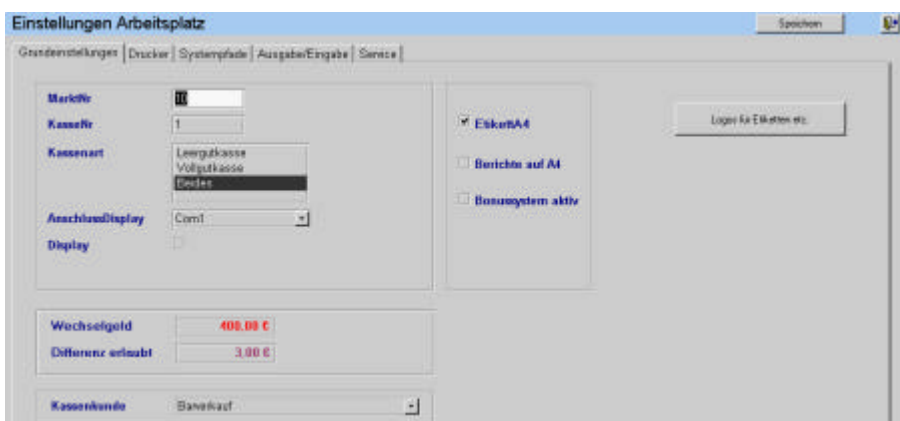 Einstellungen Arbeitsplatz
Speichern
Grundeinstellungen Drucker Systempfade Ausgabe/Eingabe Service
MarktNr 10
KasseNr 1
Kassenart Leergutkasse
Vollgutkasse
Beides
AnschlussDisplay Com1
Display
EtikettA4
Berichte auf A4
Bonussystem aktiv
Logos für Etiketten etc.
Wechselgeld 400,00 €
Differenz erlaubt 3,00 €
Kassenkunde Barverkauf